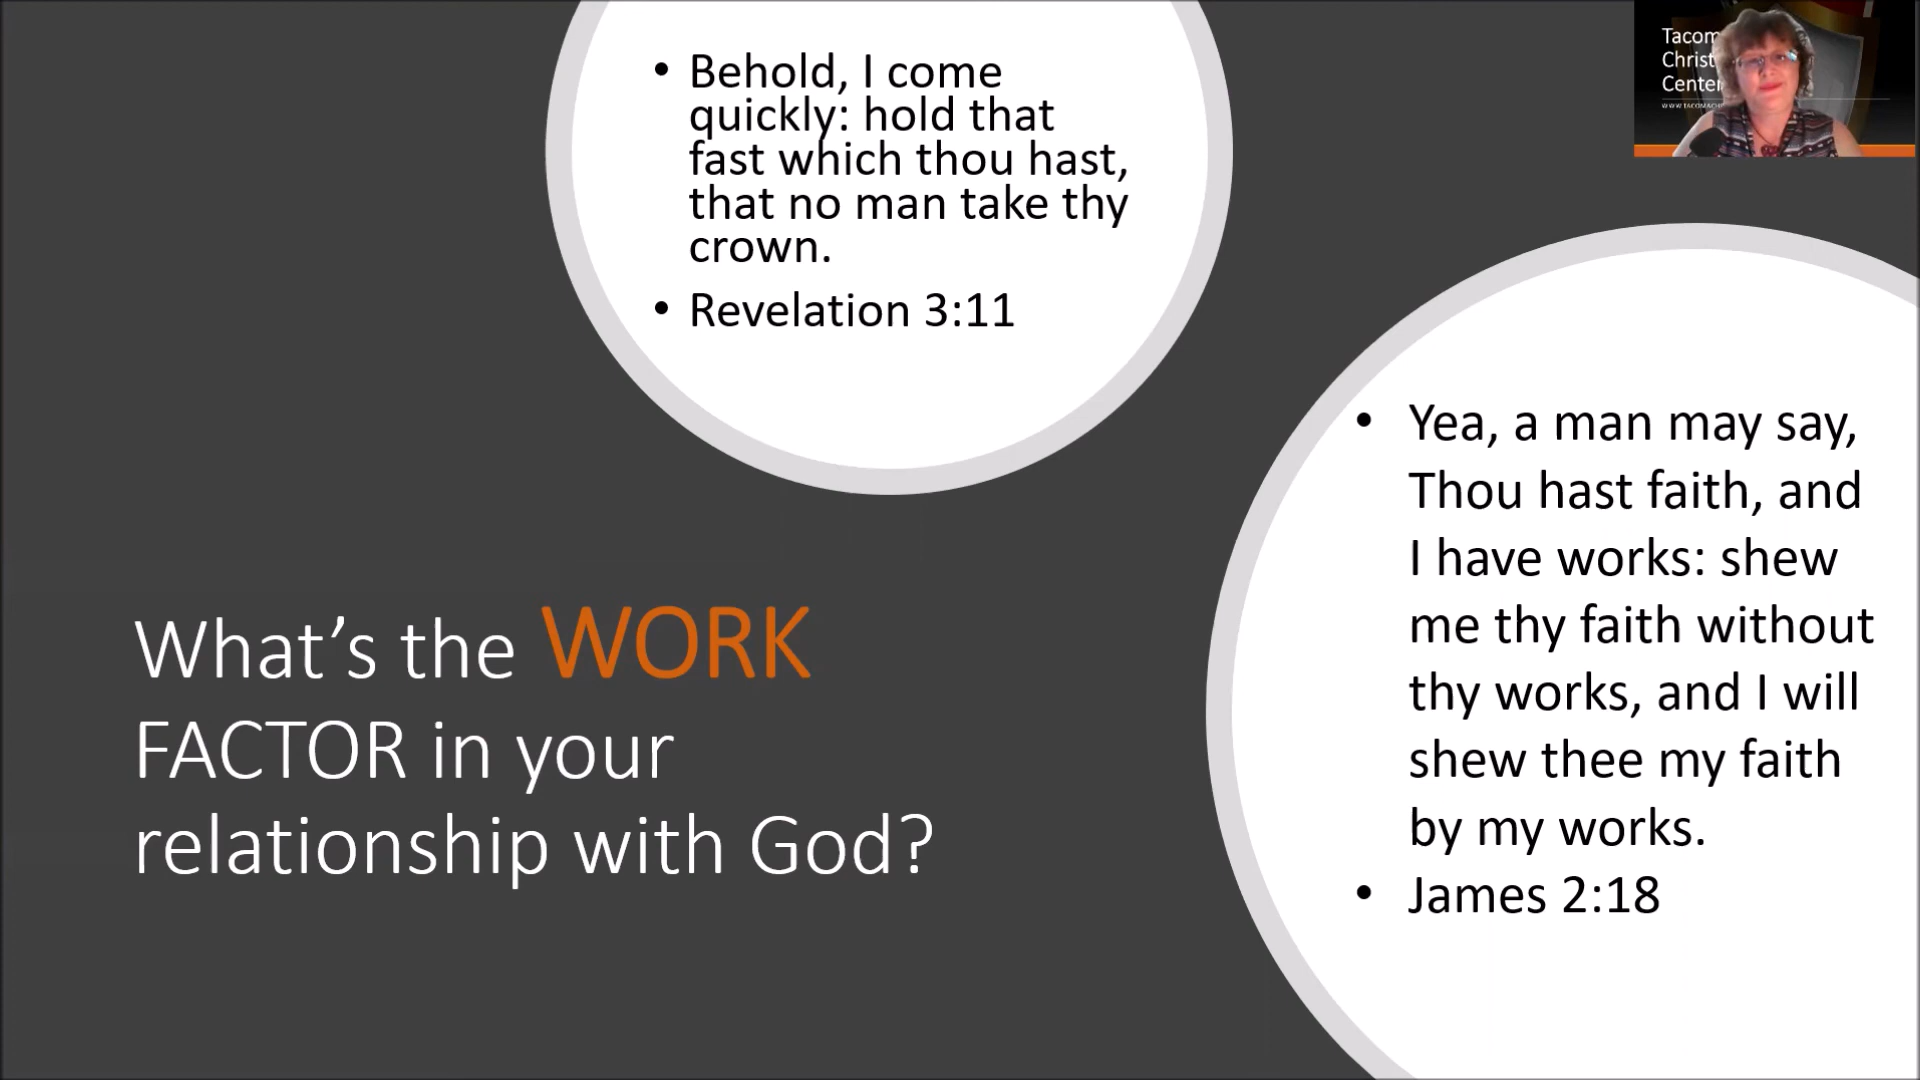 • Behold, I come
quickly: hold that
fast which thou hast,
that no man take thy
crown.
• Revelation 3:11
Tacom
Christ
Center
What’s the WORK
FACTOR in your
relationship with God?
• Yea, a man may say,
Thou hast faith, and
I have works: shew
me thy faith without
thy works, and I will
shew thee my faith
by my works.
• James 2:18